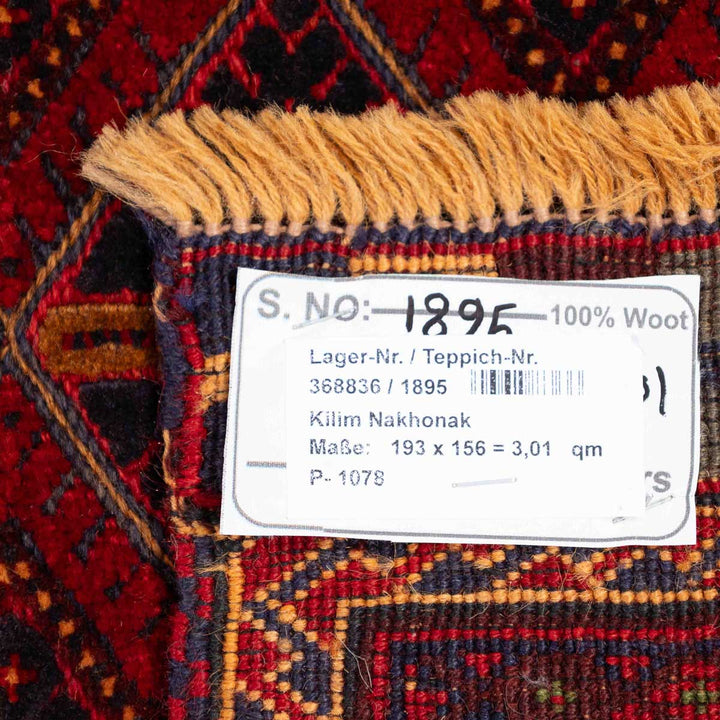 S. NO: 1895 100% Woot
Lager-Nr. / Teppich-Nr.
368836 / 1895
Kilim Nakhonak
Maße: 193 x 156 = 3,01 qm
P- 1078
rs